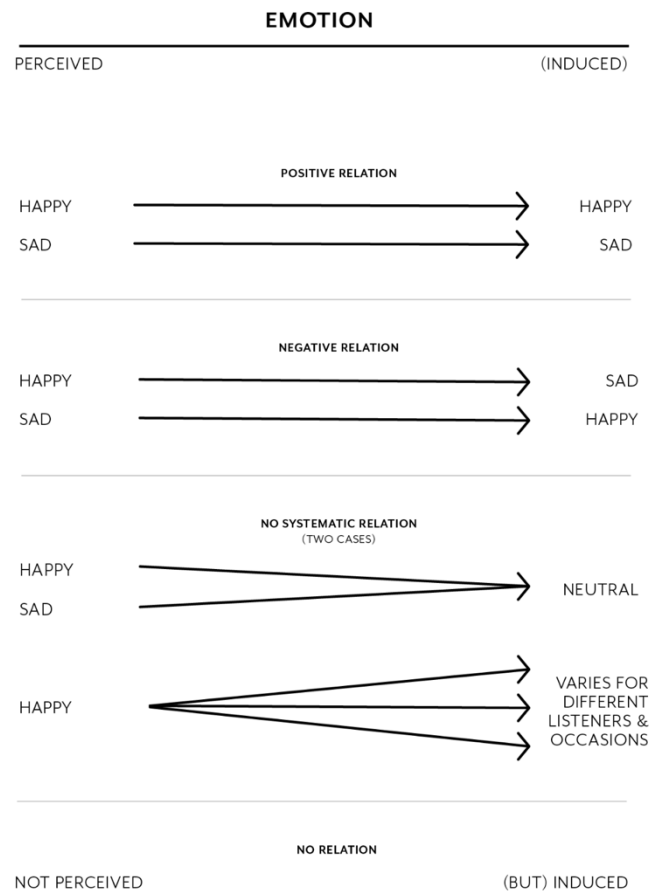 EMOTION
PERCEIVED (INDUCED)
POSITIVE RELATION
HAPPY HAPPY
SAD SAD
NEGATIVE RELATION
HAPPY SAD
SAD HAPPY
NO SYSTEMATIC RELATION
(TWO CASES)
HAPPY
NEUTRAL
SAD
VARIES FOR
DIFFERENT
HAPPY
LISTENERS &
OCCASIONS
NO RELATION
NOT PERCEIVED (BUT) INDUCED